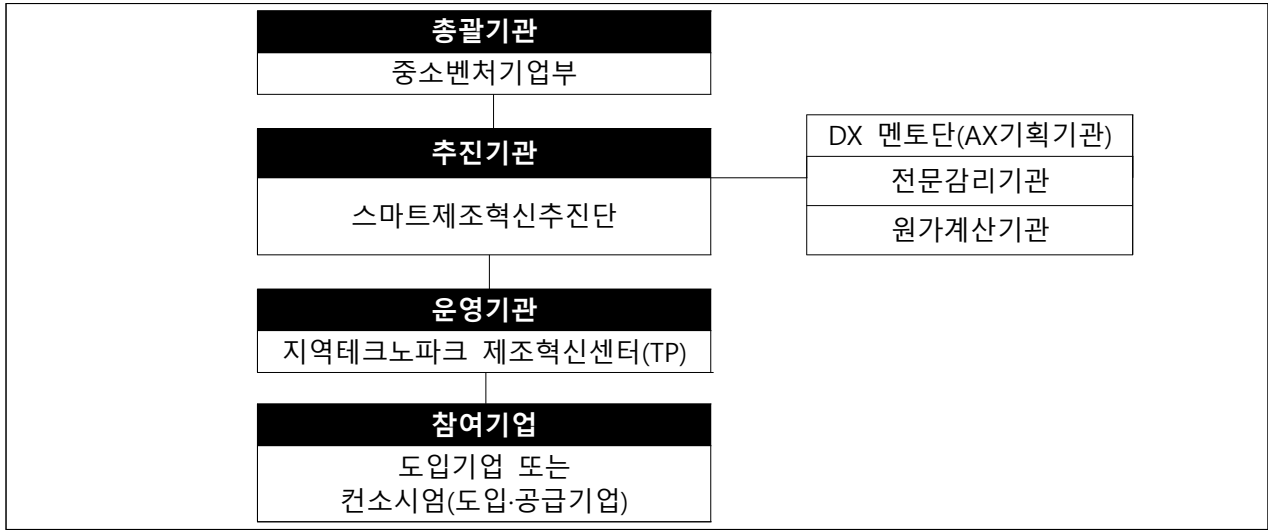 총괄기관
중소벤처기업부
추진기관
스마트제조혁신추진단
DX 멘토단(AX기획기관)
전문감리기관
원가계산기관
운영기관
지역테크노파크 제조혁신센터(TP)
참여기업
도입기업 또는
컨소시엄(도입·공급기업)